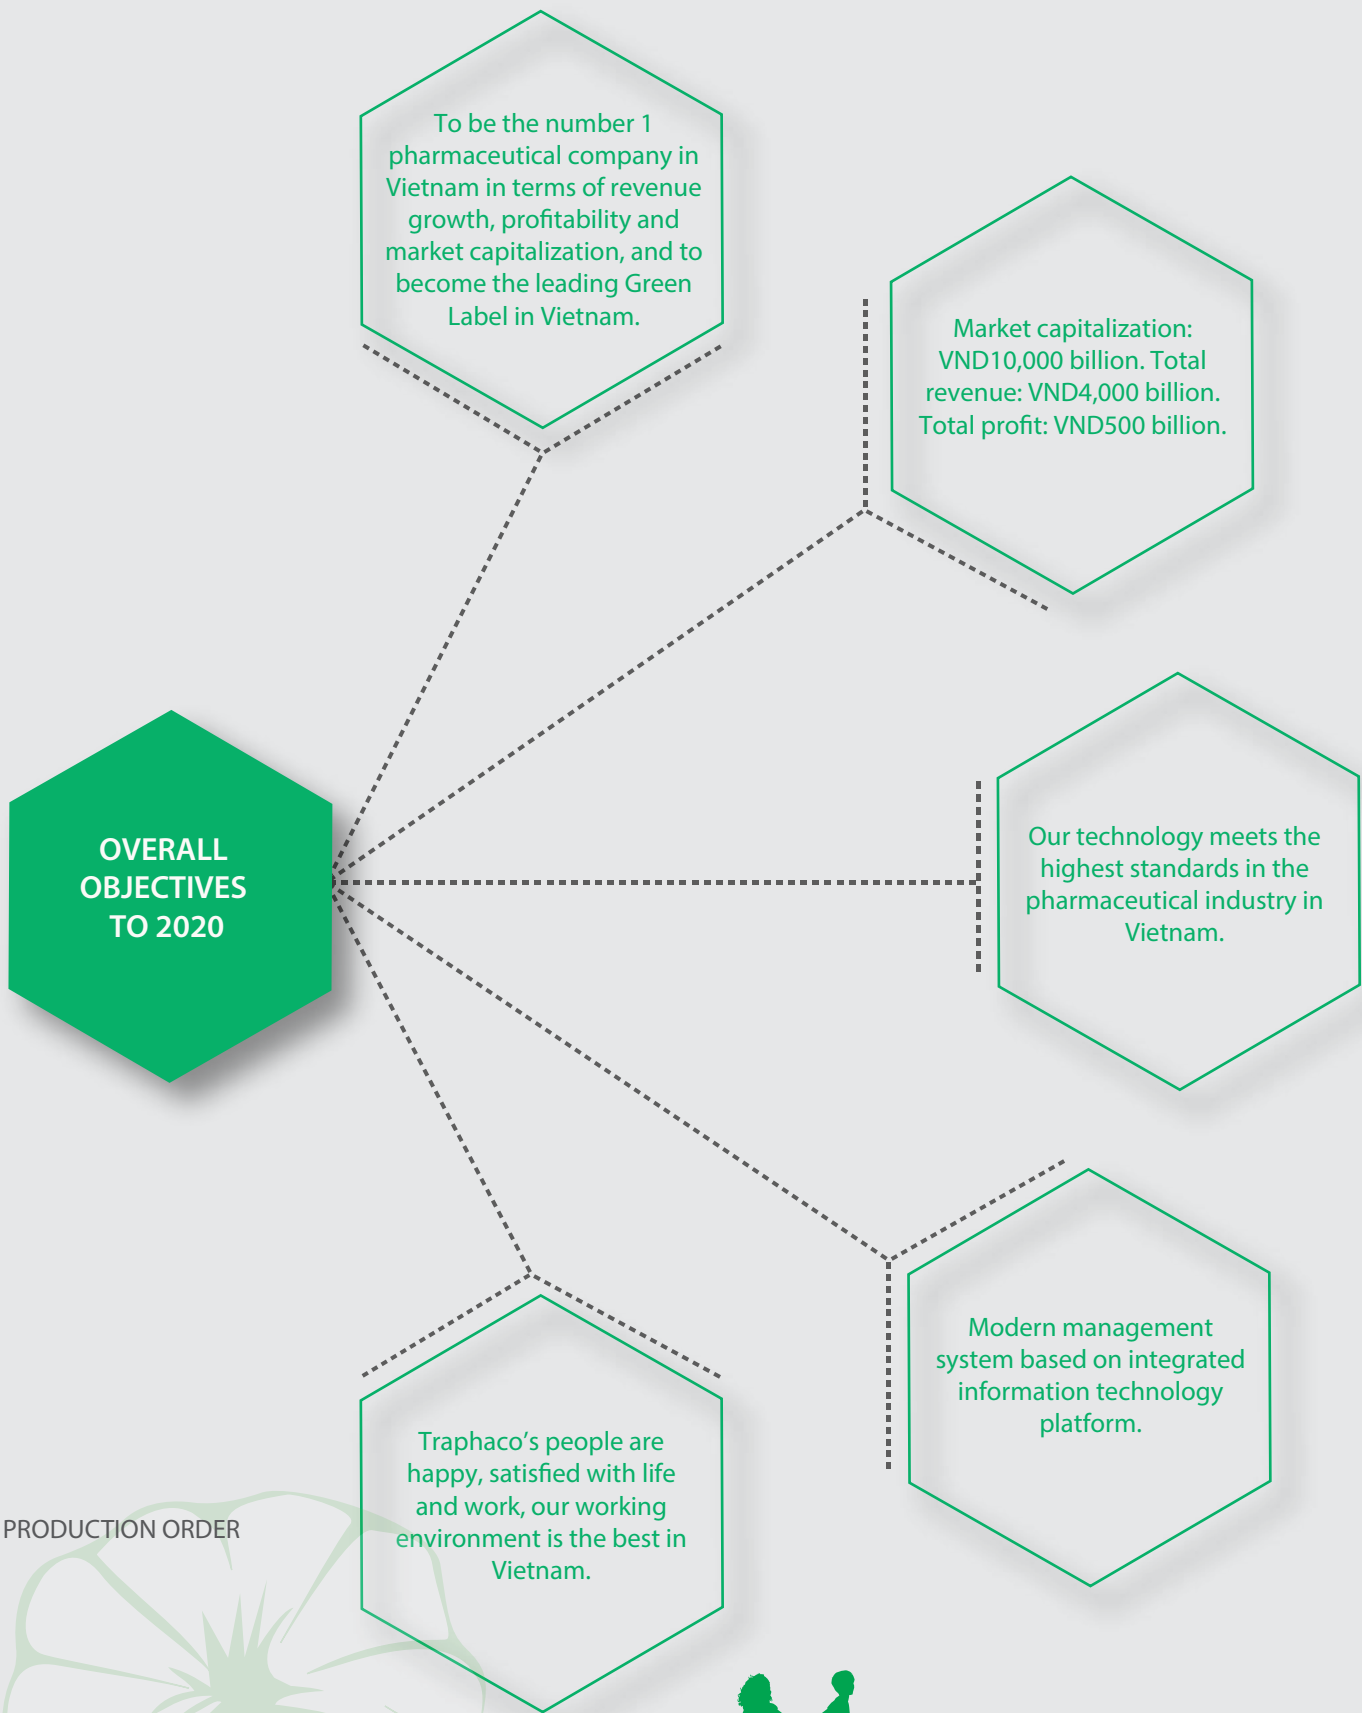 To be the number 1
pharmaceutical company in
Vietnam in terms of revenue
growth, profitability and
market capitalization, and to
become the leading Green
Label in Vietnam.
Market capitalization:
VND10,000 billion. Total
revenue: VND4,000 billion.
Total profit: VND500 billion.
OVERALL
OBJECTIVES
TO 2020
Our technology meets the
highest standards in the
pharmaceutical industry in
Vietnam.
Modern management
system based on integrated
information technology
platform.
Traphaco’s people are
happy, satisfied with life
and work, our working
environment is the best in
Vietnam.
PRODUCTION ORDER